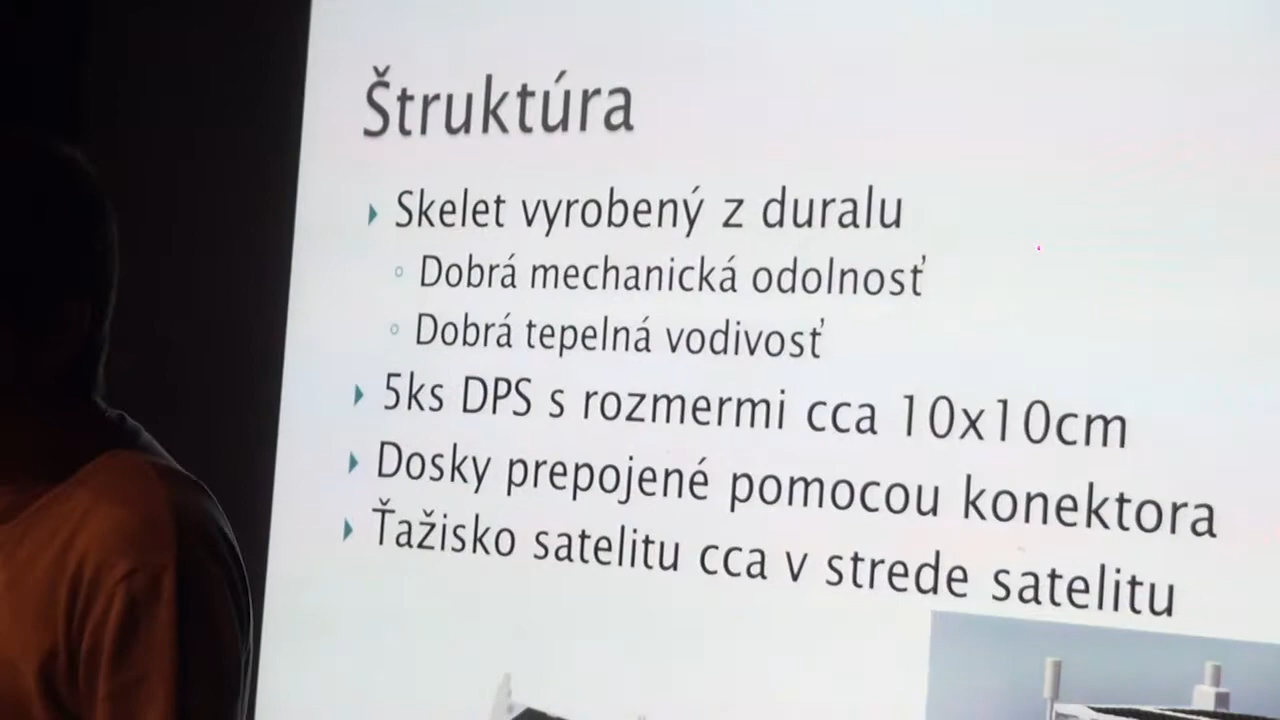 Štruktúra
Skelet vyrobený z duralu
Dobrá mechanická odolnosť
Dobrá tepelná vodivosť
5ks DPS s rozmermi cca 10x10cm
Dosky prepojené pomocou konektora
Ťažisko satelitu cca v strede satelitu